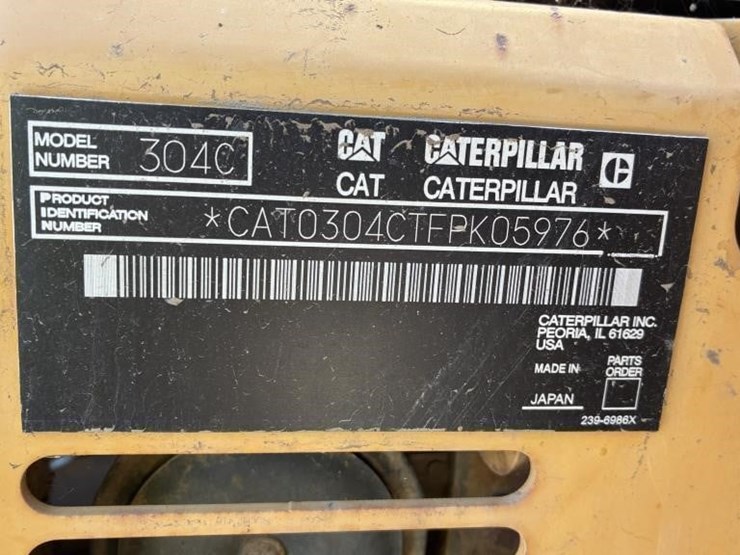 MODEL NUMBER 304C
CAT CATERPILLAR
CAT CATERPILLAR
PRODUCT IDENTIFICATION NUMBER *CAT0304CTFPK05976*
CATERPILLAR INC.
PEORIA, IL 61629
USA
MADE IN JAPAN
PARTS ORDER
239-6986X